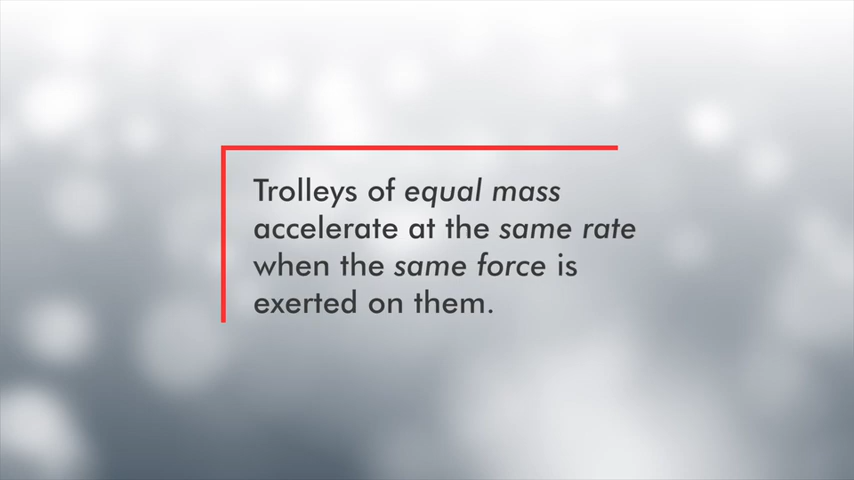 Trolleys of equal mass
accelerate at the same rate
when the same force is
exerted on them.